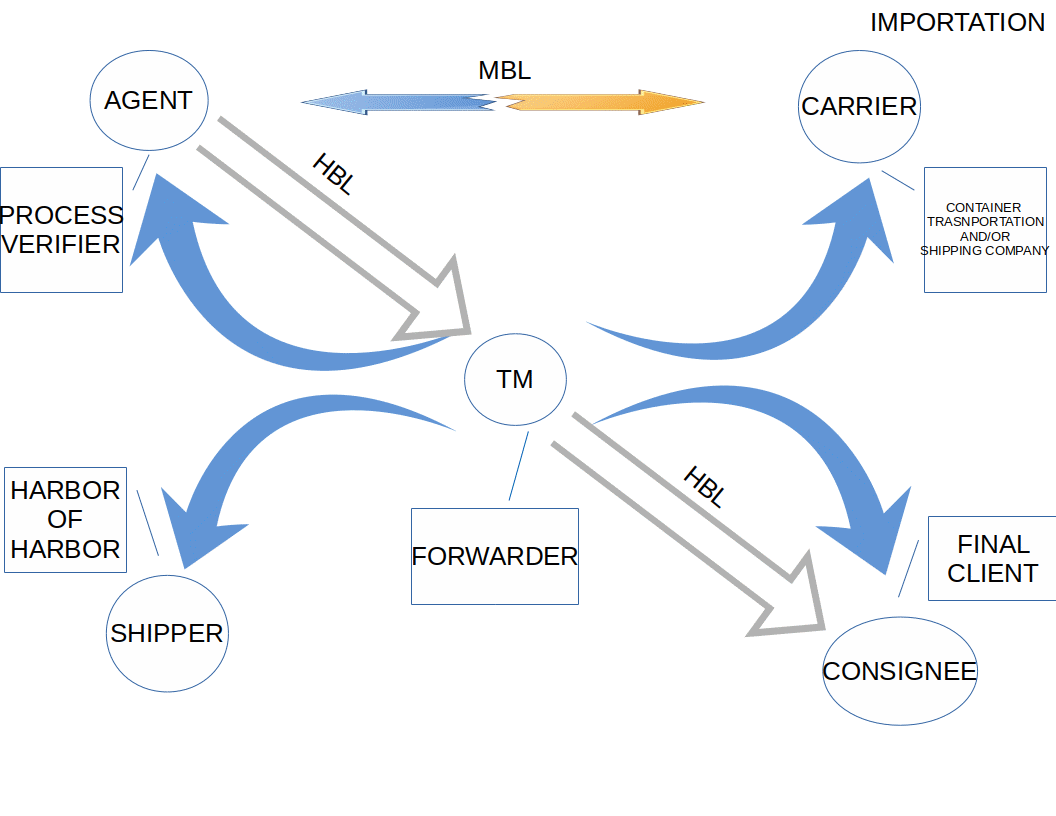 IMPORTATION
MBL
AGENT
CARRIER
HBL
PROCESS
VERIFIER
CONTAINER
TRASNPORTATION
AND/OR
SHIPPING COMPANY
TM
HARBOR
OF
HARBOR
HBL
FORWARDER
FINAL
CLIENT
SHIPPER
CONSIGNEE